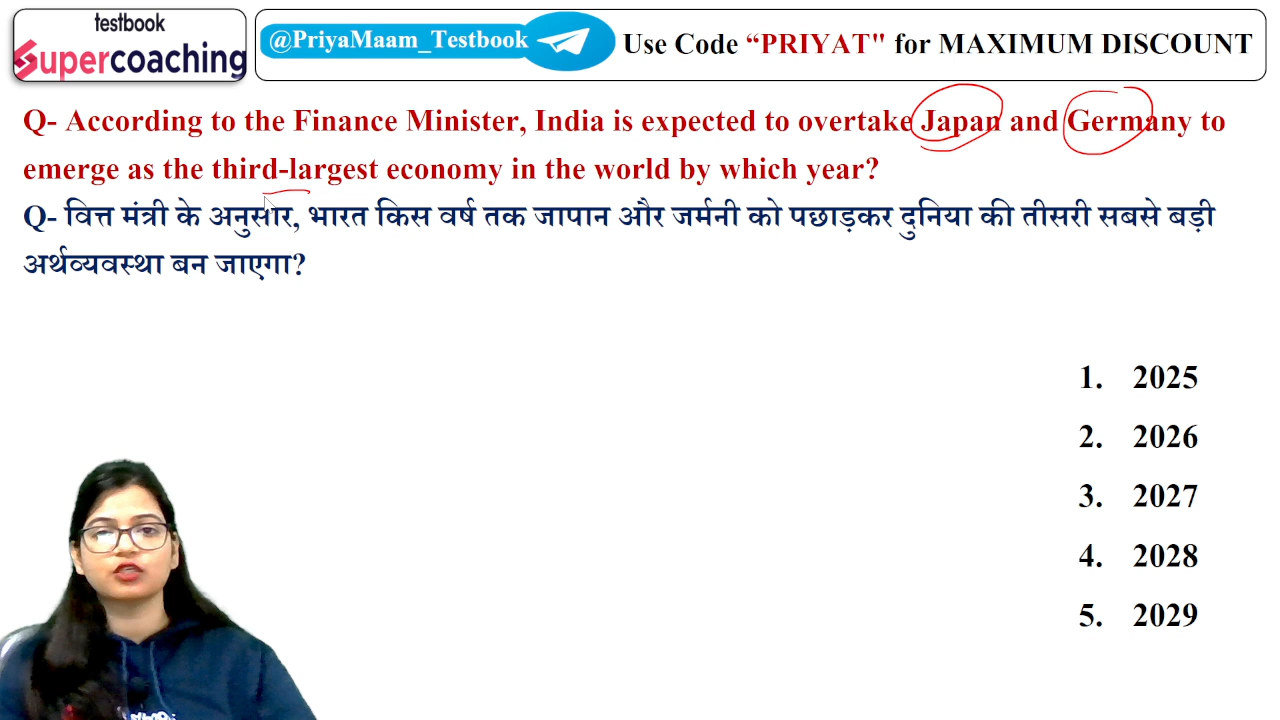 testbook
Supercoaching
@PriyaMaam_Testbook
Use Code “PRIYAT" for MAXIMUM DISCOUNT
Q- According to the Finance Minister, India is expected to overtake Japan and Germany to
emerge as the third-largest economy in the world by which year?
Q- वित्त मंत्री के अनुसार, भारत किस वर्ष तक जापान और जर्मनी को पछाड़कर दुनिया की तीसरी सबसे बड़ी
अर्थव्यवस्था बन जाएगा?
1. 2025
2. 2026
3. 2027
4. 2028
5. 2029